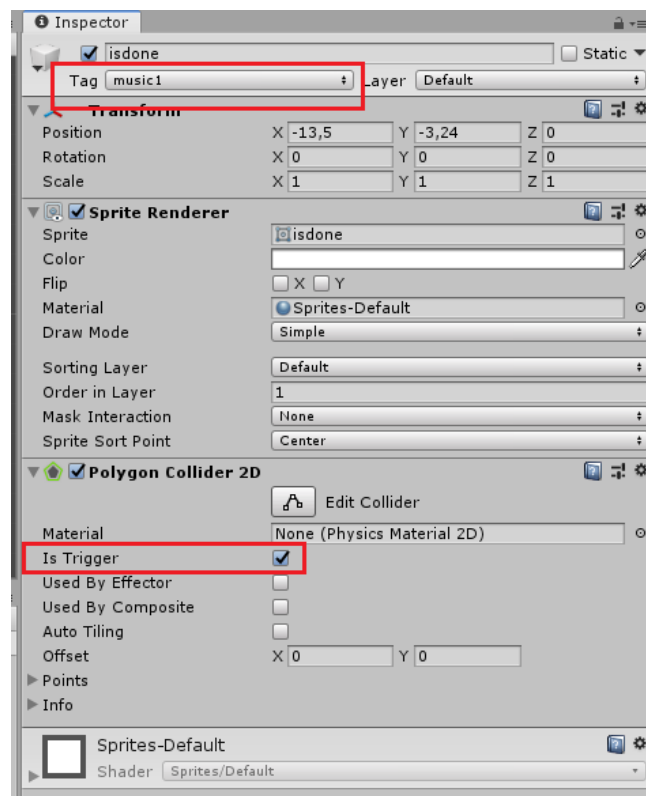 Inspector
isdone Static
Tag music1 Layer Default
Transform
Position X -13,5 Y -3,24 Z 0
Rotation X 0 Y 0 Z 0
Scale X 1 Y 1 Z 1
Sprite Renderer
Sprite isdone
Color
Flip X Y
Material Sprites-Default
Draw Mode Simple
Sorting Layer Default
Order in Layer 1
Mask Interaction None
Sprite Sort Point Center
Polygon Collider 2D
Edit Collider
Material None (Physics Material 2D)
Is Trigger
Used By Effector
Used By Composite
Auto Tiling
Offset X 0 Y 0
Points
Info
Sprites-Default
Shader Sprites/Default